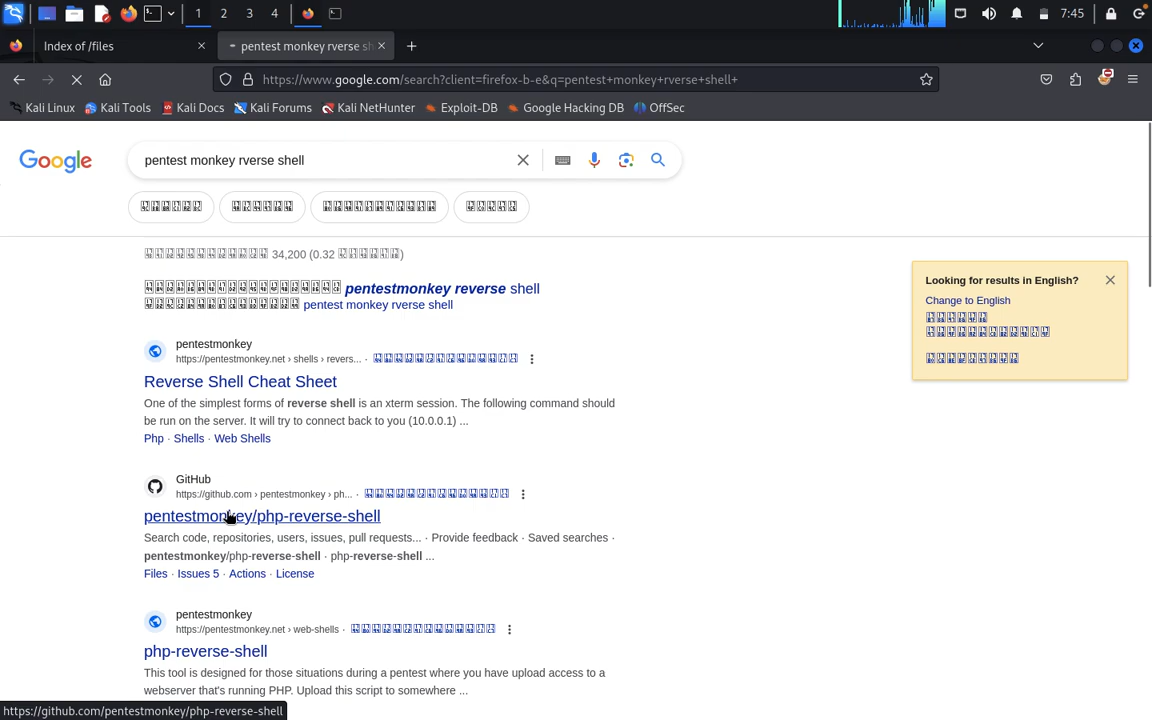 1 2 3 4 7:45
Index of /files pentest monkey rverse sh
https://www.google.com/search?client=firefox-b-e&q=pentest+monkey+rverse+shell+
Kali Linux Kali Tools Kali Docs Kali Forums Kali NetHunter Exploit-DB Google Hacking DB OffSec
Google pentest monkey rverse shell
34,200 (0.32
pentestmonkey reverse shell
pentest monkey rverse shell
Looking for results in English?
Change to English
pentestmonkey
https://pentestmonkey.net › shells › revers... ·
Reverse Shell Cheat Sheet
One of the simplest forms of reverse shell is an xterm session. The following command should
be run on the server. It will try to connect back to you (10.0.0.1) ...
Php · Shells · Web Shells
GitHub
https://github.com › pentestmonkey › ph... ·
pentestmonkey/php-reverse-shell
Search code, repositories, users, issues, pull requests... · Provide feedback · Saved searches ·
pentestmonkey/php-reverse-shell · php-reverse-shell ...
Files · Issues 5 · Actions · License
pentestmonkey
https://pentestmonkey.net › web-shells ·
php-reverse-shell
This tool is designed for those situations during a pentest where you have upload access to a
webserver that's running PHP. Upload this script to somewhere ...
https://github.com/pentestmonkey/php-reverse-shell